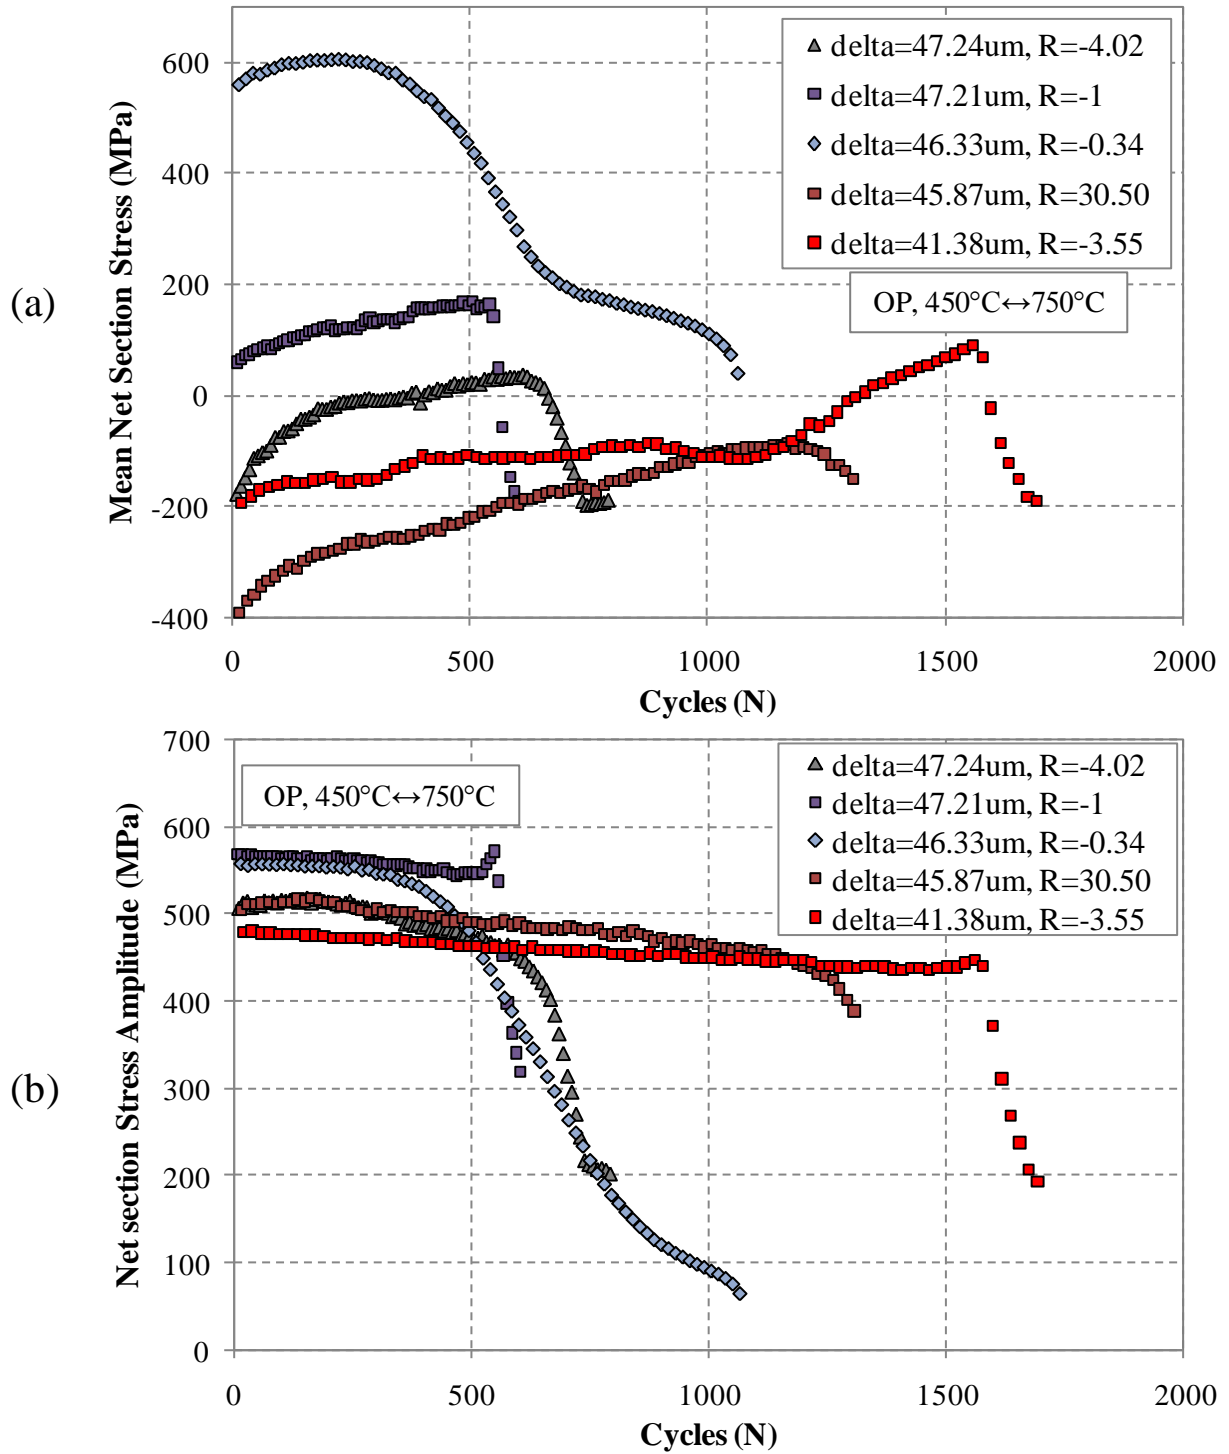 (a)
Mean Net Section Stress (MPa)
600
400
200
0
-200
-400
delta=47.24um, R=-4.02
delta=47.21um, R=-1
delta=46.33um, R=-0.34
delta=45.87um, R=30.50
delta=41.38um, R=-3.55
OP, 450°C↔750°C
0 500 1000 1500 2000
Cycles (N)
(b)
Net section Stress Amplitude (MPa)
700
600
500
400
300
200
100
0
OP, 450°C↔750°C
delta=47.24um, R=-4.02
delta=47.21um, R=-1
delta=46.33um, R=-0.34
delta=45.87um, R=30.50
delta=41.38um, R=-3.55
0 500 1000 1500 2000
Cycles (N)